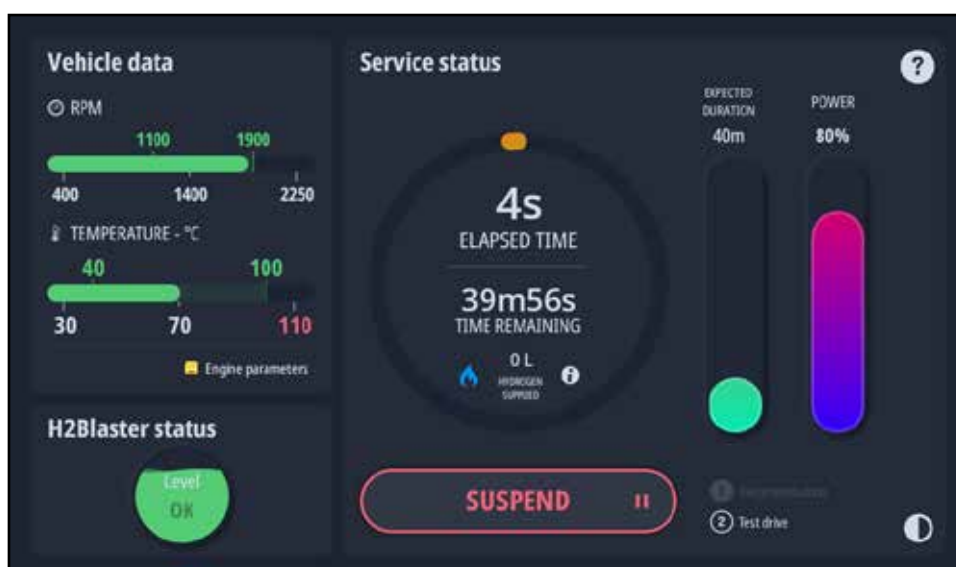 Vehicle data
RPM
1100 1900
400 1400 2250
TEMPERATURE - °C
40 100
30 70 110
Engine parameters
H2Blaster status
Level
OK
Service status
?
4s
ELAPSED TIME
39m56s
TIME REMAINING
0 L
HYDROGEN
SUPPLIED
SUSPEND
EXPECTED
DURATION
40m
POWER
80%
1
2 Test drive